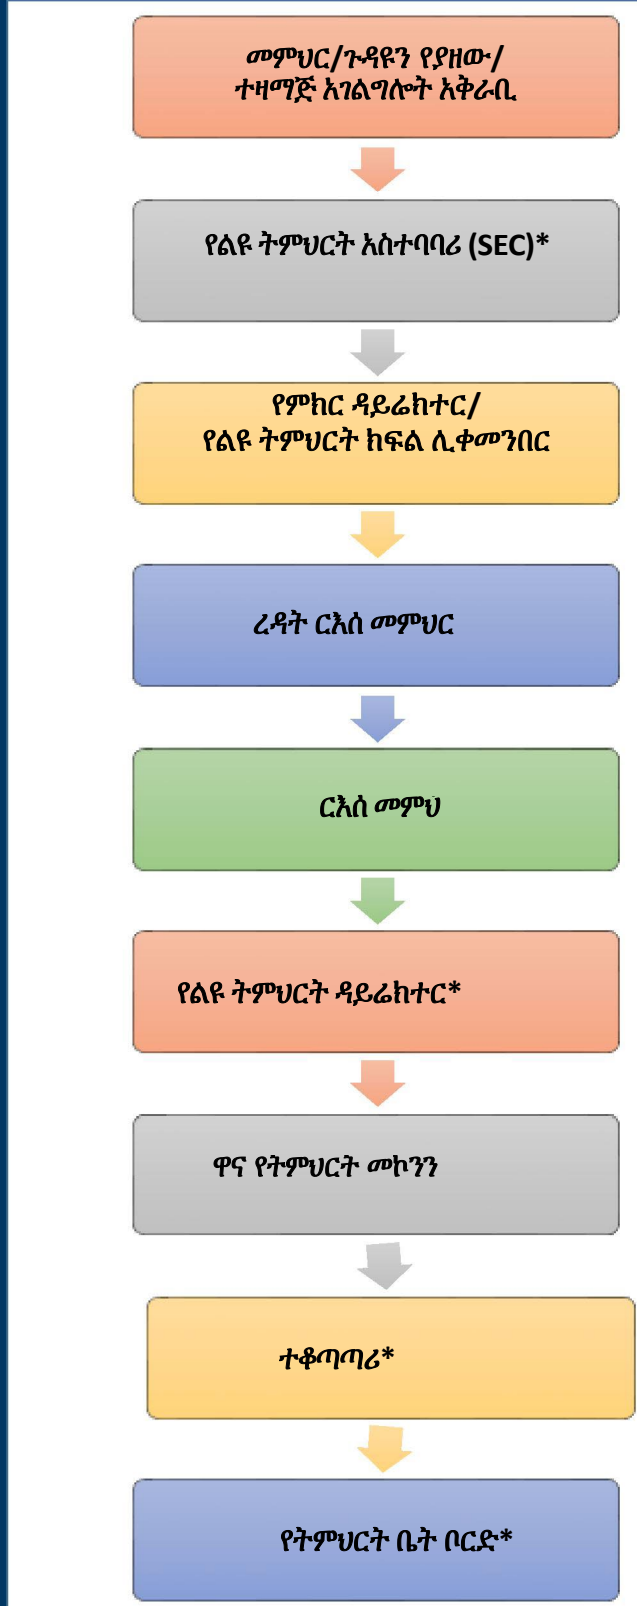 መምህር/ጉዳዩን የያዘው/
ተዛማጅ አገልግሎት አቅራቢ
የልዩ ትምህርት አስተባባሪ (SEC)*
የምክር ዳይሬክተር/
የልዩ ትምህርት ክፍል ሊቀመንበር
ረዳት ርእሰ መምህር
ርእሰ መምህ
የልዩ ትምህርት ዳይሬክተር*
ዋና የትምህርት መኮንን
ተቆጣጣሪ*
የትምህርት ቤት ቦርድ*